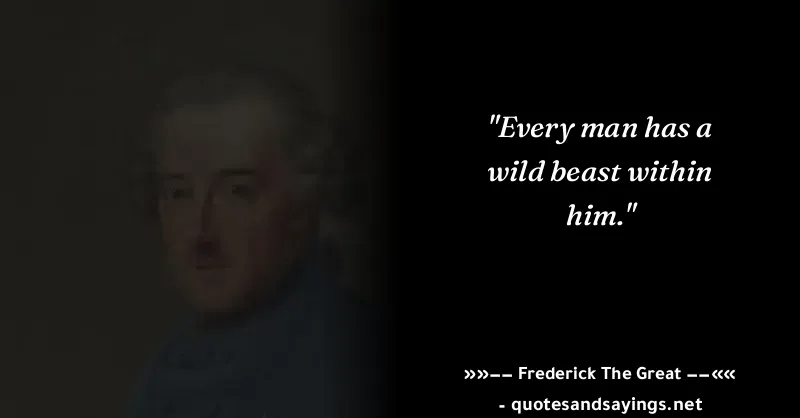 "Every man has a
wild beast within
him."
»»–– Frederick The Great ––««
- quotesandsayings.net